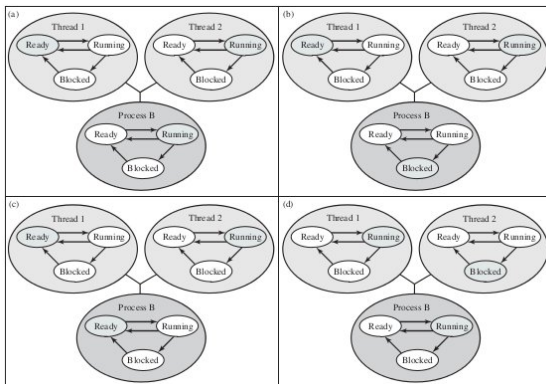 (a)
Thread 1
Thread 2
Ready
Running
Ready
Running
Blocked
Blocked
Process B
Ready
Running
Blocked
(b)
Thread 1
Thread 2
Ready
Running
Ready
Running
Blocked
Blocked
Process B
Ready
Running
Blocked
(c)
Thread 1
Thread 2
Ready
Running
Ready
Running
Blocked
Blocked
Process B
Ready
Running
Blocked
(d)
Thread 1
Thread 2
Ready
Running
Ready
Running
Blocked
Blocked
Process B
Ready
Running
Blocked